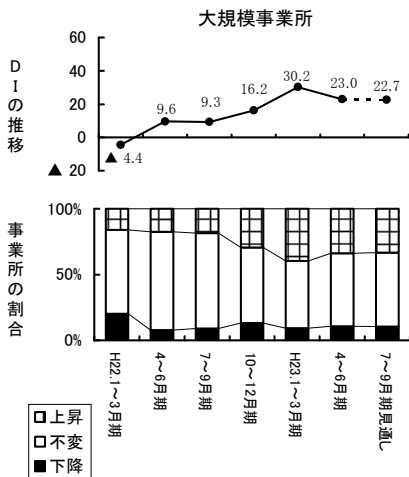 大規模事業所
DIの推移
60
40
20
0
▲ 20
▲ 4.4
9.6
9.3
16.2
30.2
23.0
22.7
事業所の割合
100%
50%
0%
H22.1～3月期
4～6月期
7～9月期
10～12月期
H23.1～3月期
4～6月期
7～9月期見通し
上昇
不変
下降